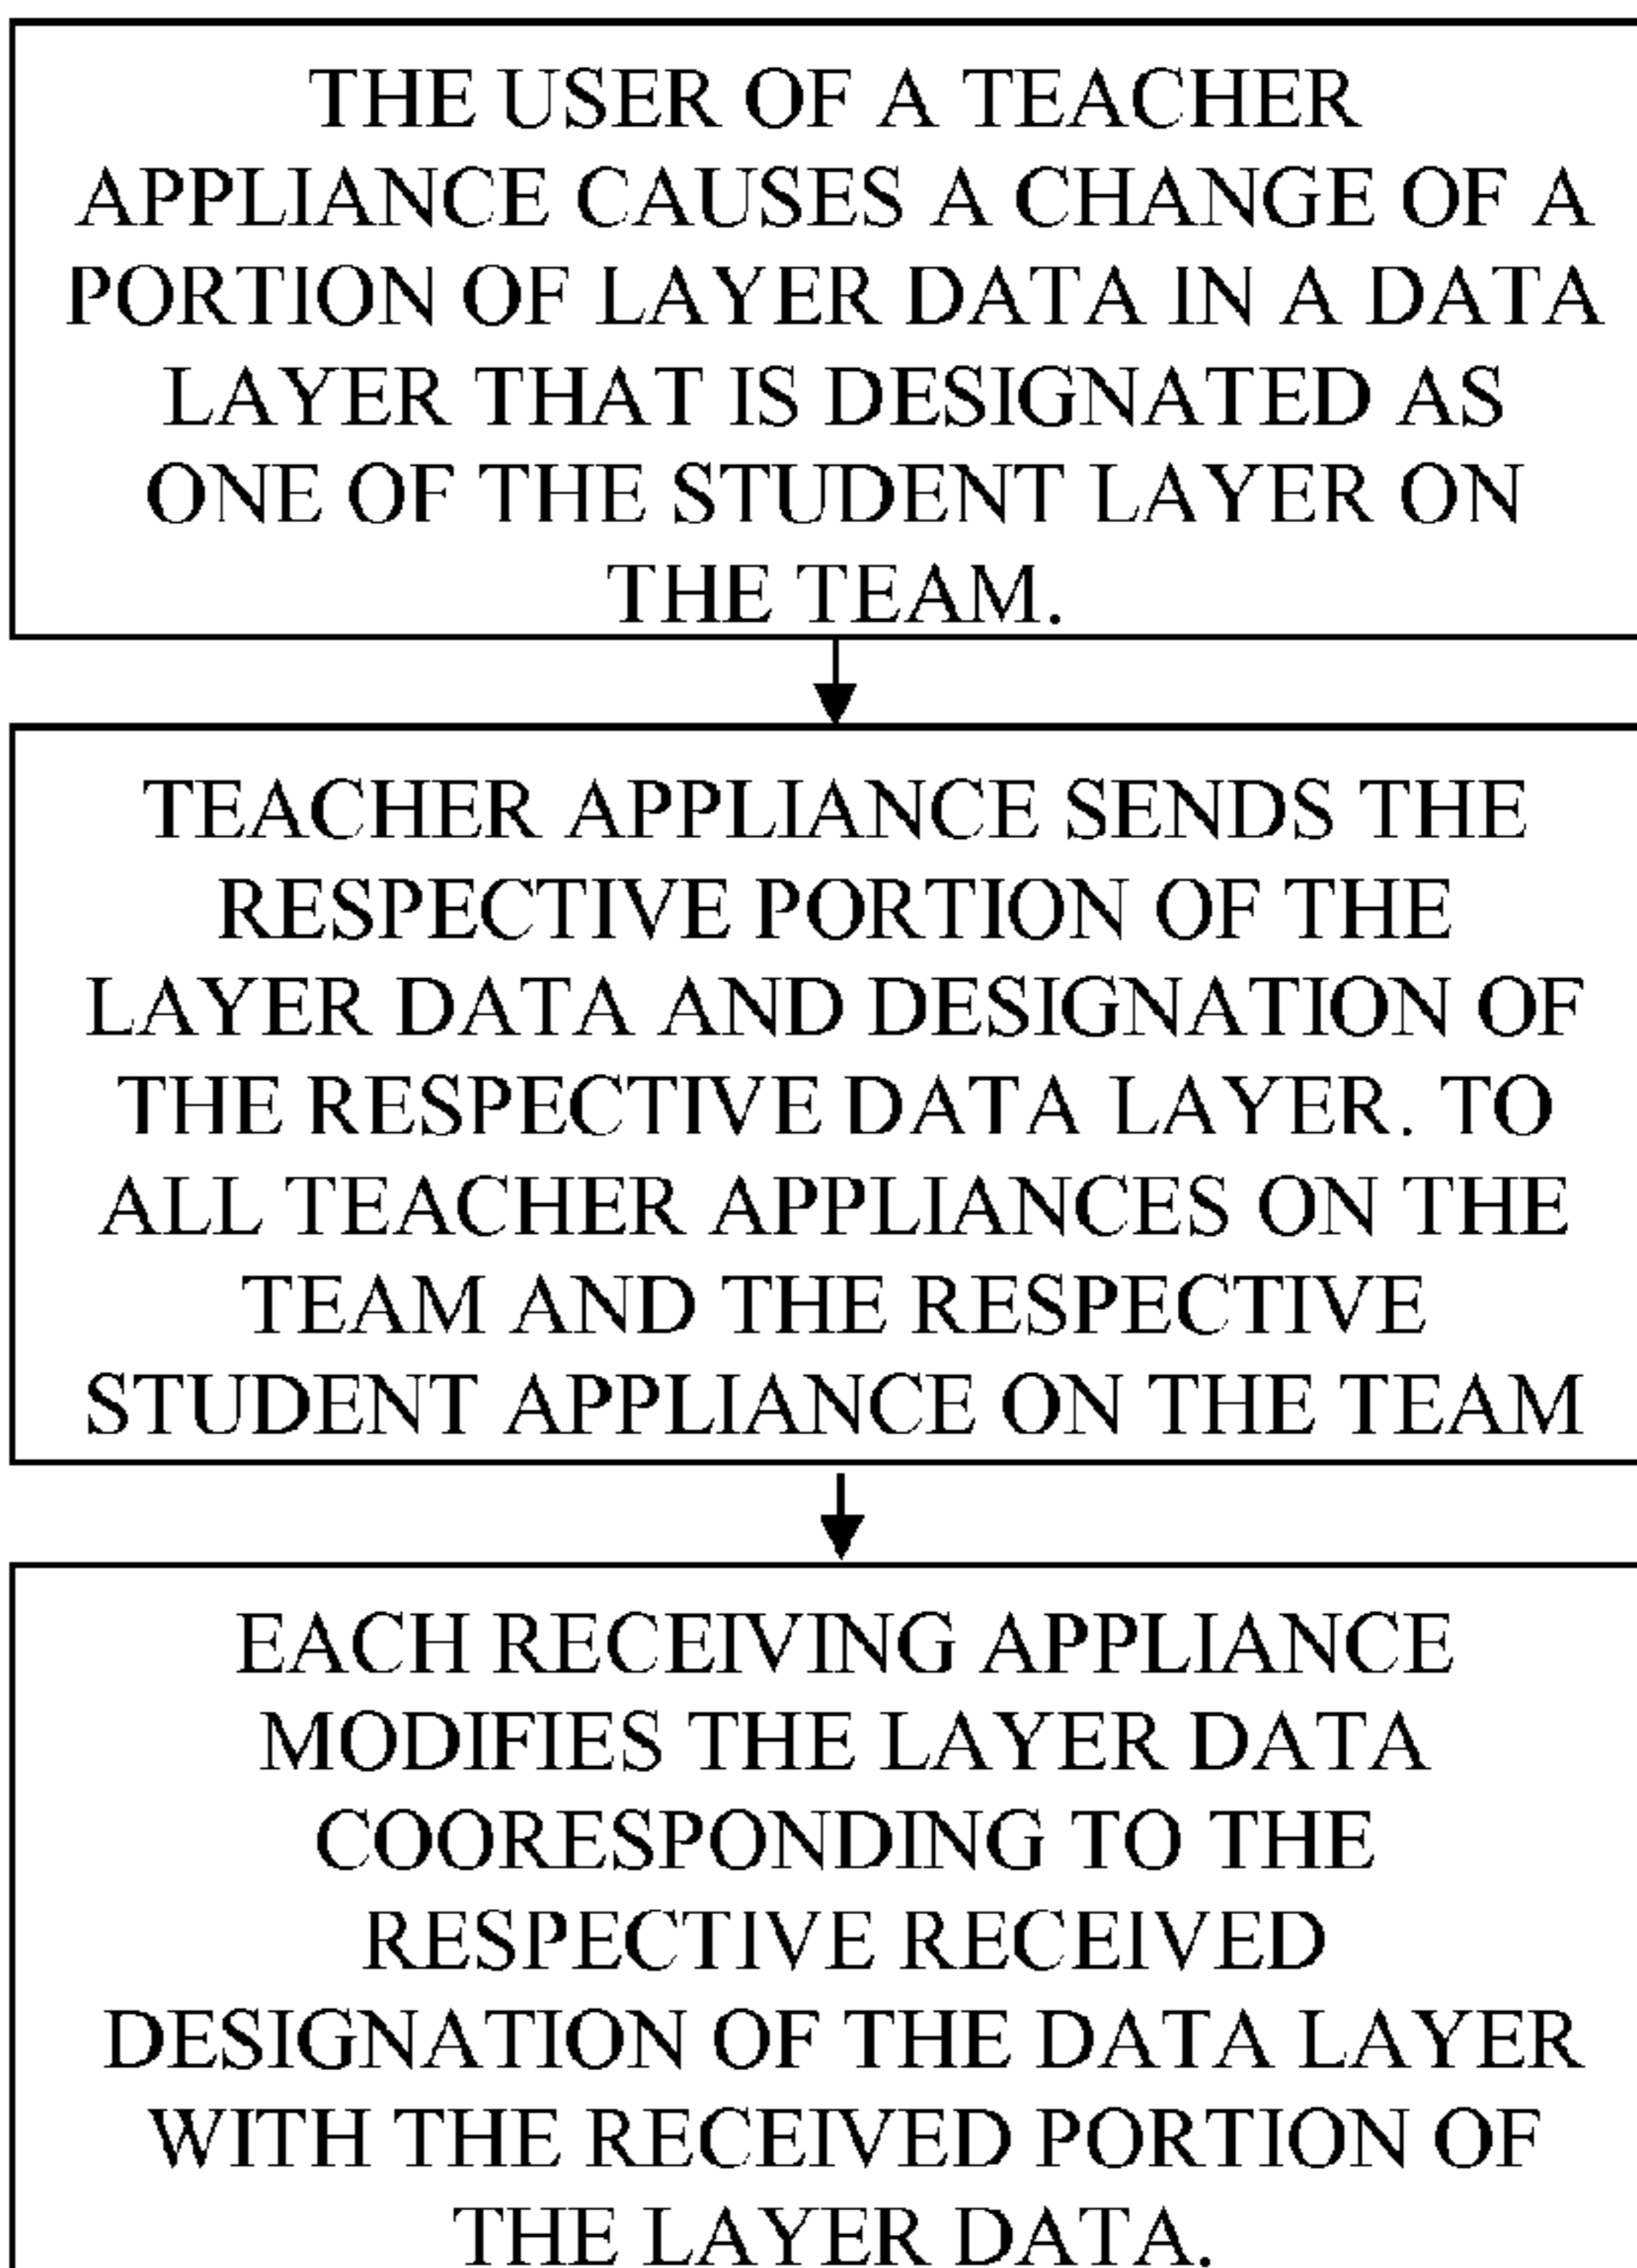 THE USER OF A TEACHER
APPLIANCE CAUSES A CHANGE OF A
PORTION OF LAYER DATA IN A DATA
LAYER THAT IS DESIGNATED AS
ONE OF THE STUDENT LAYER ON
THE TEAM.
TEACHER APPLIANCE SENDS THE
RESPECTIVE PORTION OF THE
LAYER DATA AND DESIGNATION OF
THE RESPECTIVE DATA LAYER. TO
ALL TEACHER APPLIANCES ON THE
TEAM AND THE RESPECTIVE
STUDENT APPLIANCE ON THE TEAM
EACH RECEIVING APPLIANCE
MODIFIES THE LAYER DATA
COORESPONDING TO THE
RESPECTIVE RECEIVED
DESIGNATION OF THE DATA LAYER
WITH THE RECEIVED PORTION OF
THE LAYER DATA.